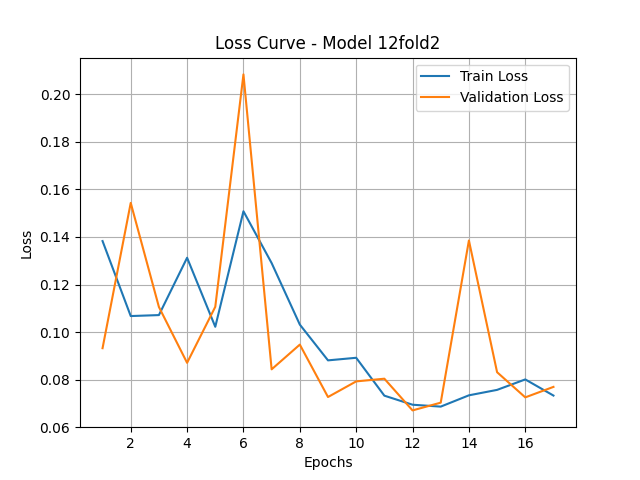 Loss Curve - Model 12fold2
Train Loss
Validation Loss
0.20
0.18
0.16
0.14
0.12
0.10
0.08
0.06
Loss
2 4 6 8 10 12 14 16
Epochs